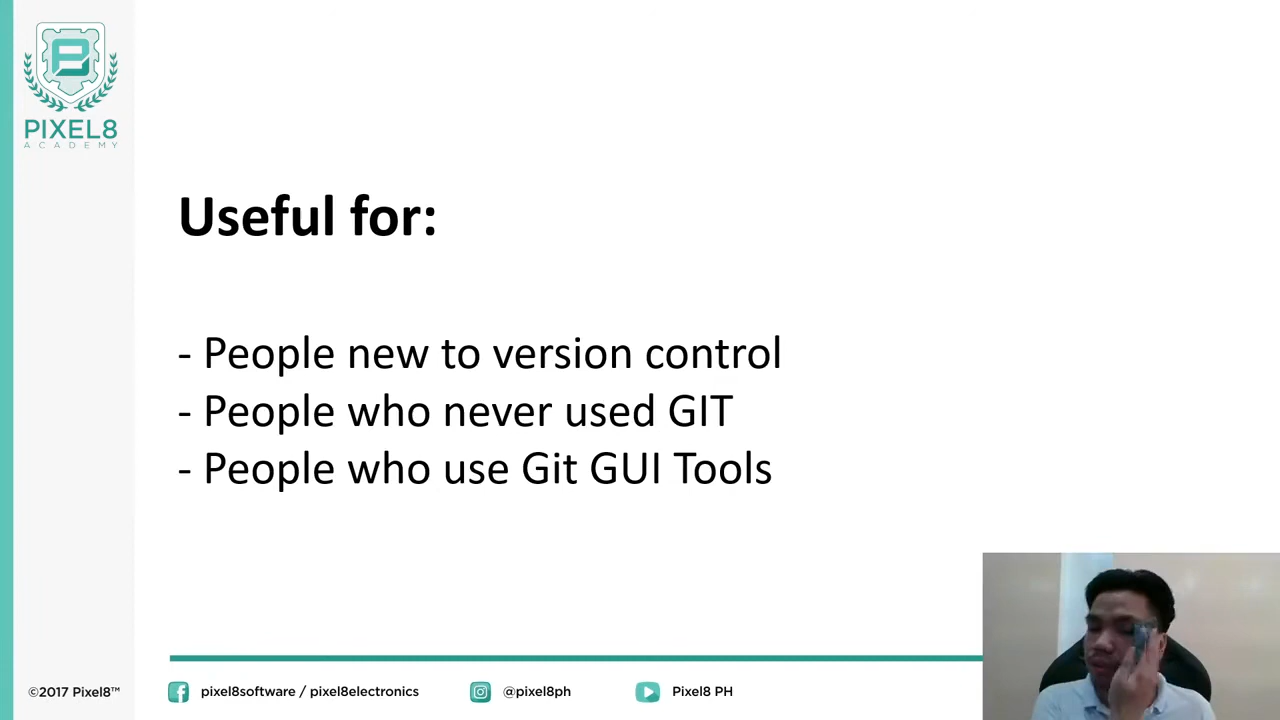 PIXEL8
ACADEMY
Useful for:
- People new to version control
- People who never used GIT
- People who use Git GUI Tools
©2017 Pixel8™
pixel8software / pixel8electronics
@pixel8ph
Pixel8 PH